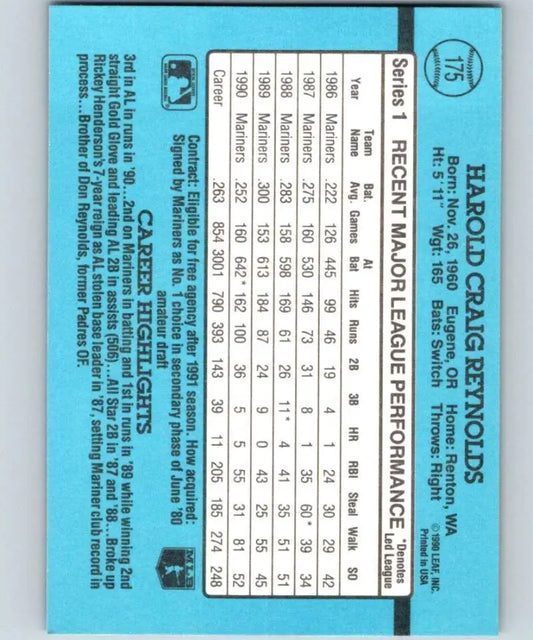 175
HAROLD CRAIG REYNOLDS
Born: Nov. 26, 1960 Eugene, OR Home: Renton, WA
Ht: 5' 11" Wgt: 165 Bats: Switch Throws: Right
©1990 LEAF, INC.
Printed in USA
Series 1 RECENT MAJOR LEAGUE PERFORMANCE *Denotes Led League
Year Team Name Bat. Avg. Games At Bat Hits Runs 2B 3B HR RBI Steal Walk SO
1986 Mariners .222 126 445 99 46 19 4 1 24 30 29 42
1987 Mariners .275 160 530 146 73 31 8 1 35 60* 39 34
1988 Mariners .283 158 598 169 61 26 11* 4 41 35 51 51
1989 Mariners .300 153 613 184 87 24 9 0 43 25 55 45
1990 Mariners .252 160 642* 162 100 36 5 5 55 31 81 52
Career .263 854 3001 790 393 143 39 11 205 185 274 248
Contract: Eligible for free agency after 1991 season. How acquired:
Signed by Mariners as No. 1 choice in secondary phase of June '80
amateur draft
MLB
CAREER HIGHLIGHTS
3rd in AL in runs in '90...2nd on Mariners in batting and 1st in runs in '89 while winning 2nd
straight Gold Glove and leading AL 2B in assists (506)...All Star 2B in '87 and '88...Broke up
Rickey Henderson's 7-year reign as AL stolen base leader in '87, setting Mariner club record in
process...Brother of Don Reynolds, former Padres OF.